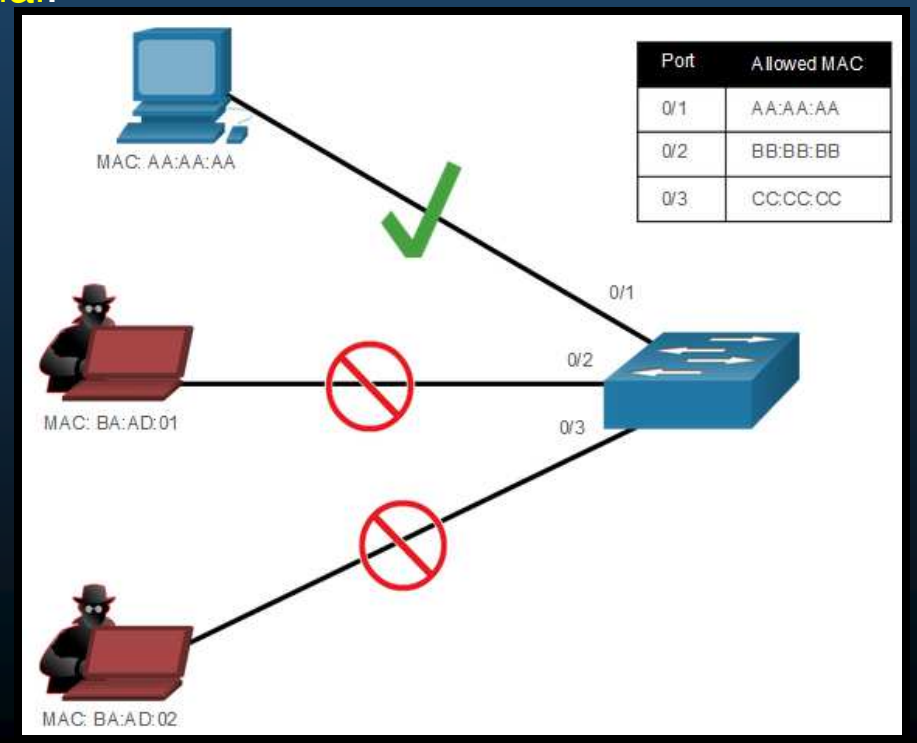 Port Allowed MAC
0/1 AA:AA:AA
0/2 BB:BB:BB
0/3 CC:CC:CC
MAC: AA:AA:AA
0/1
0/2
MAC: BA:AD:01
0/3
MAC: BA:AD:02